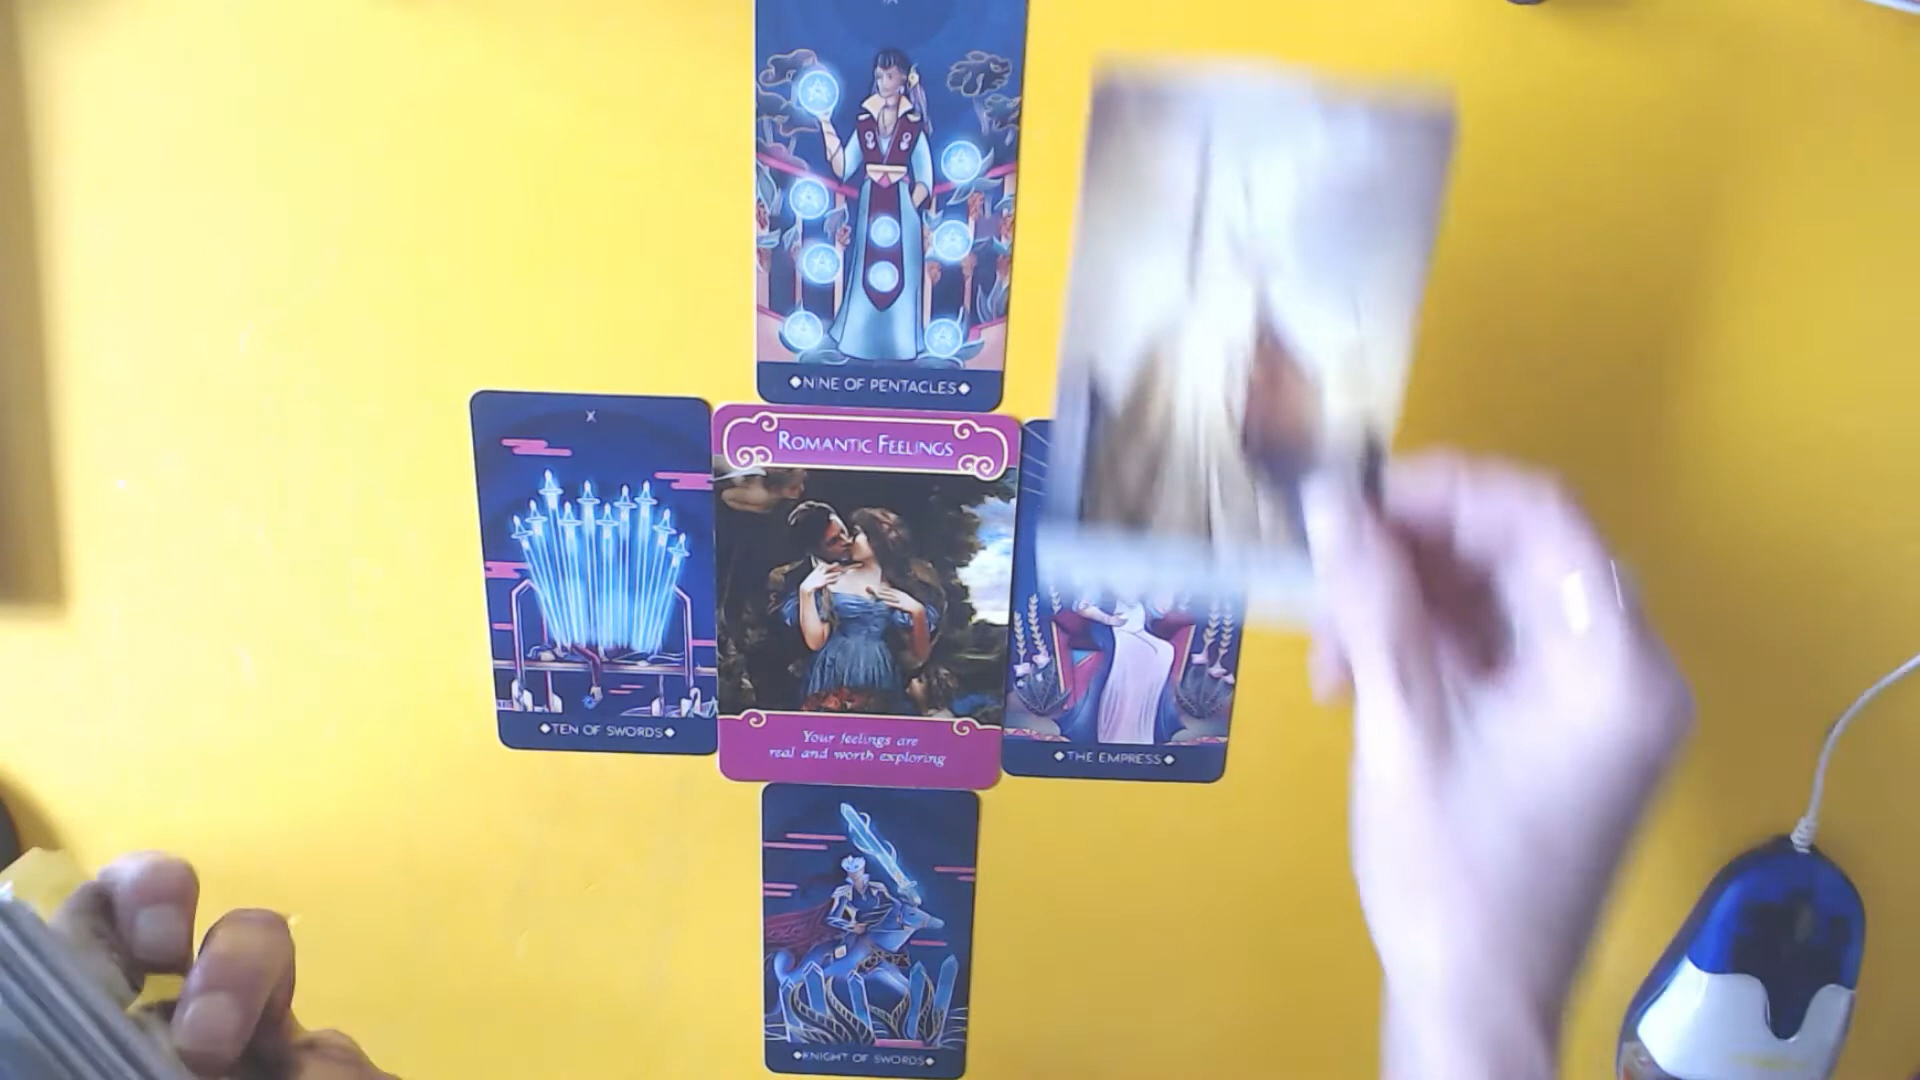 ◆NINE OF PENTACLES◆
X
◆TEN OF SWORDS◆
ROMANTIC FEELINGS
Your feelings are
real and worth exploring
◆THE EMPRESS◆
◆KNIGHT OF SWORDS◆